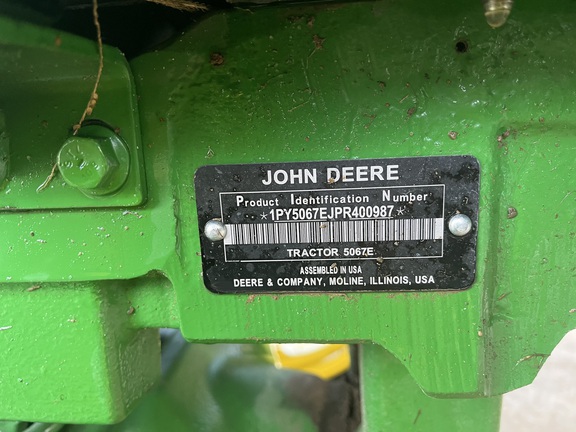 JOHN DEERE
Product Identification Number
*1PY5067EJPR400987*
TRACTOR 5067E
ASSEMBLED IN USA
DEERE & COMPANY, MOLINE, ILLINOIS, USA